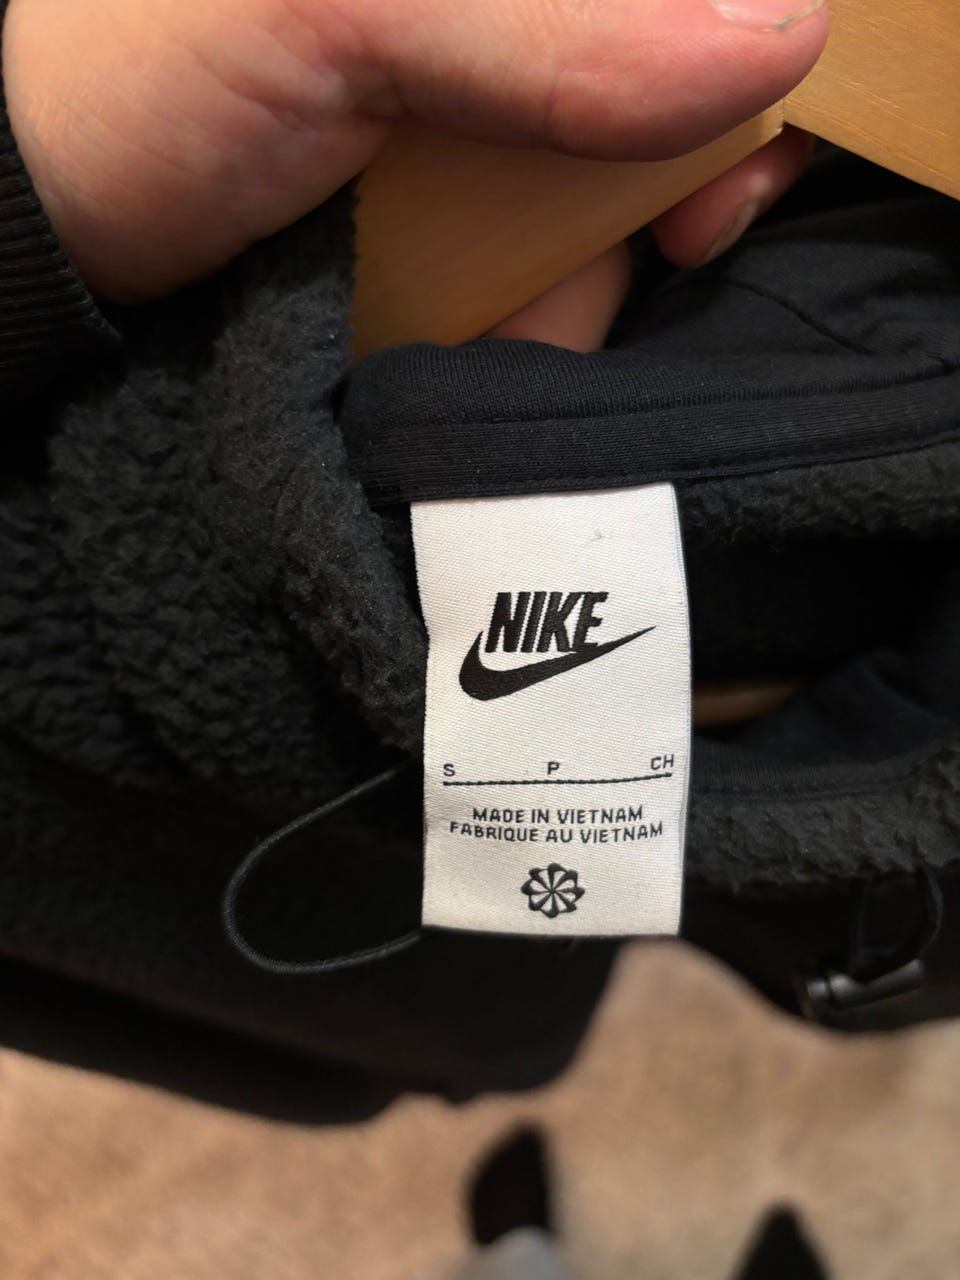 NIKE
S P CH
MADE IN VIETNAM
FABRIQUE AU VIETNAM